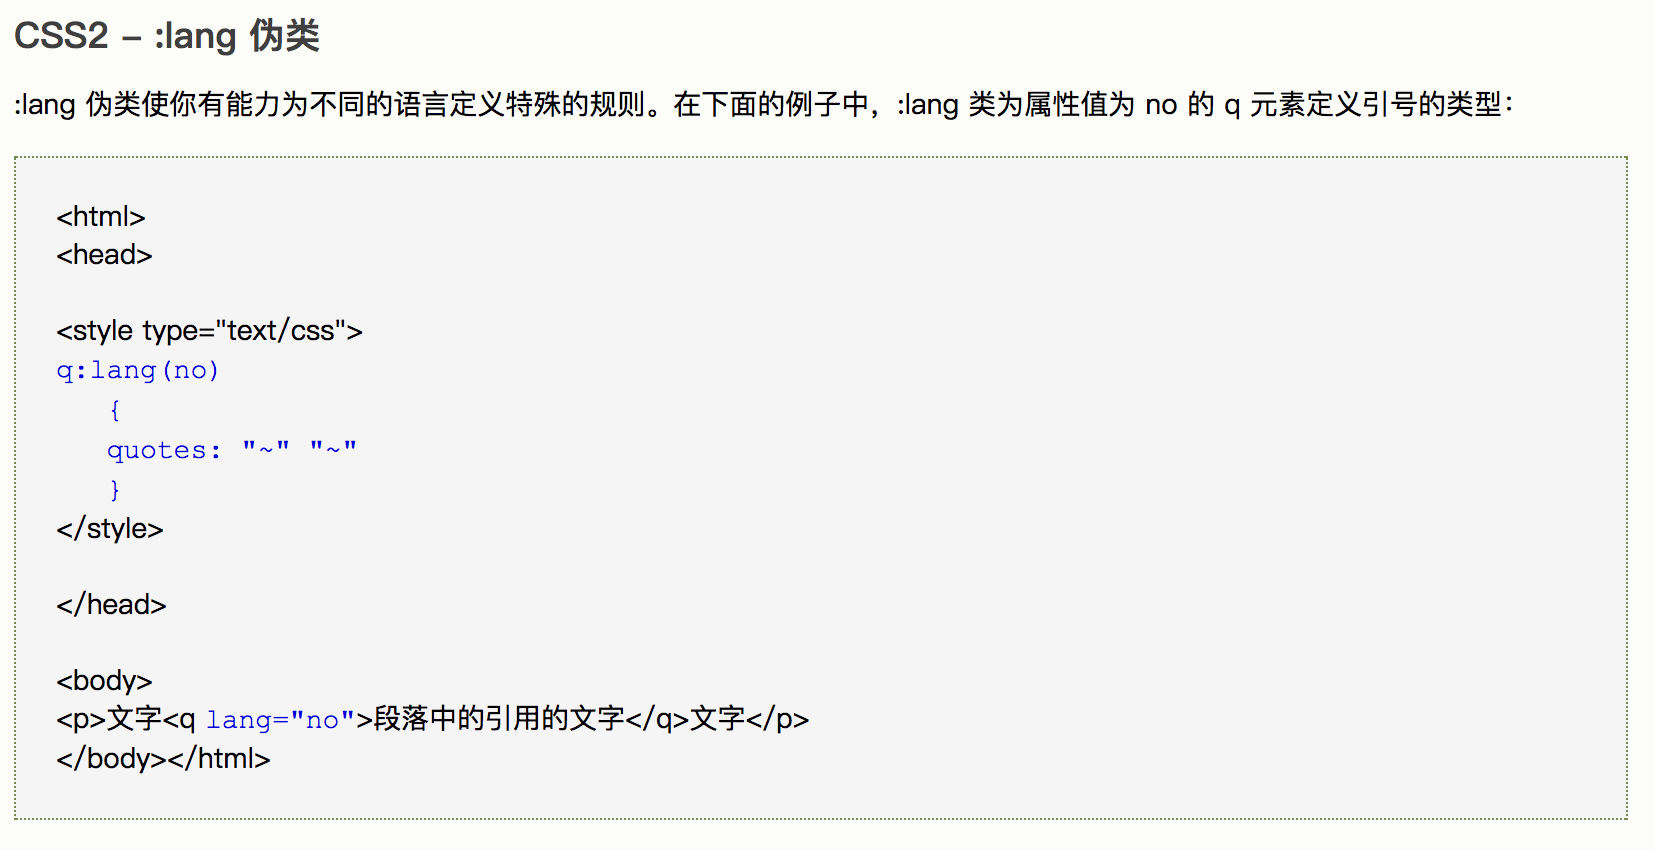 CSS2 - :lang 伪类
:lang 伪类使你有能力为不同的语言定义特殊的规则。在下面的例子中，:lang 类为属性值为 no 的 q 元素定义引号的类型：
<html>
<head>
<style type="text/css">
q:lang(no)
{
quotes: "~" "~"
}
</style>
</head>
<body>
<p>文字<q lang="no">段落中的引用的文字</q>文字</p>
</body></html>